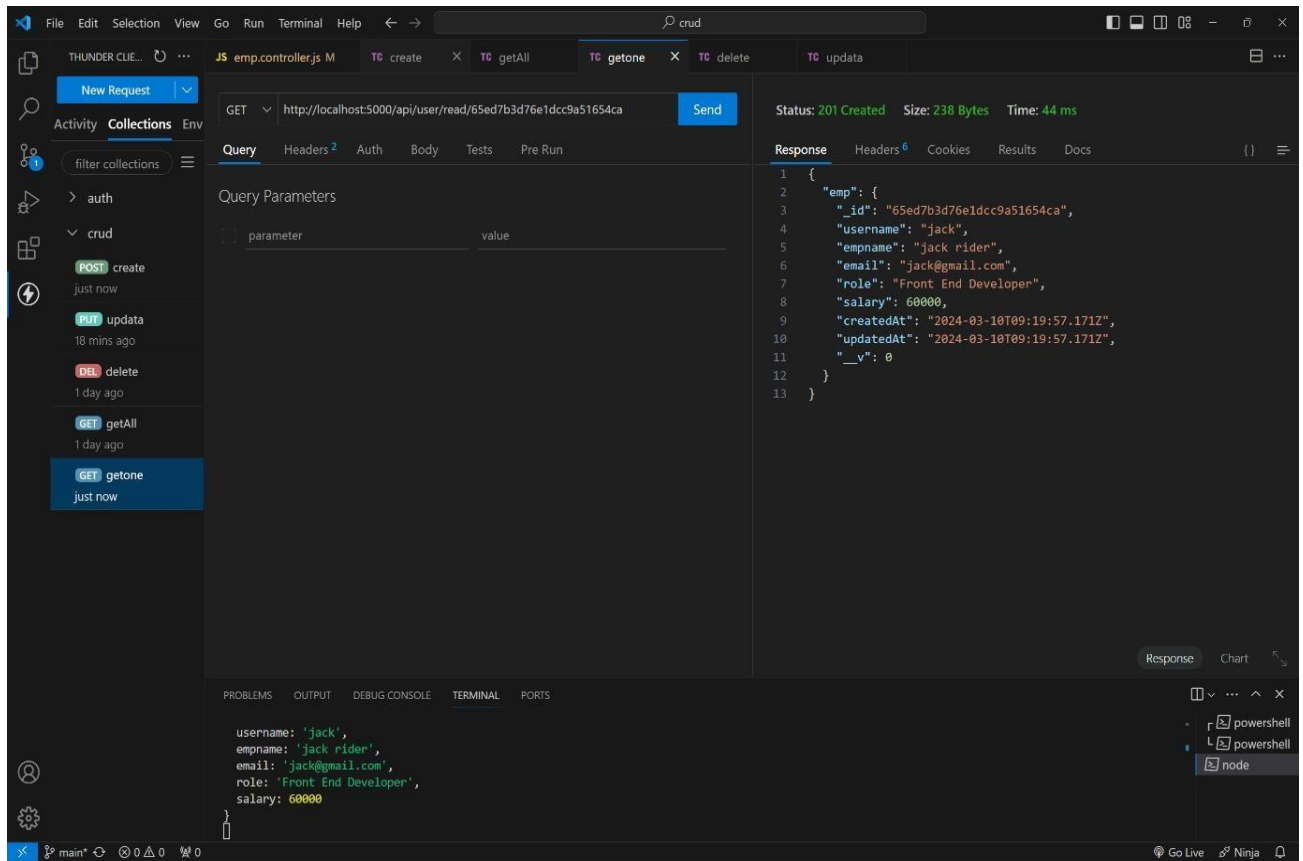 File Edit Selection View Go Run Terminal Help ← → crud
THUNDER CLIE... ···
JS emp.controller.js M TC create × TC getAll TC getone × TC delete TC updata ···
New Request
Activity Collections Env
filter collections
> auth
crud
POST create
just now
PUT updata
18 mins ago
DEL delete
1 day ago
GET getAll
1 day ago
GET getone
just now
GET http://localhost:5000/api/user/read/65ed7b3d76e1dcc9a51654ca Send
Query Headers 2 Auth Body Tests Pre Run
Query Parameters
parameter value
Status: 201 Created Size: 238 Bytes Time: 44 ms
Response Headers 6 Cookies Results Docs {}
1 {
2 "emp": {
3 "_id": "65ed7b3d76e1dcc9a51654ca",
4 "username": "jack",
5 "empname": "jack rider",
6 "email": "jack@gmail.com",
7 "role": "Front End Developer",
8 "salary": 60000,
9 "createdAt": "2024-03-10T09:19:57.171Z",
10 "updatedAt": "2024-03-10T09:19:57.171Z",
11 "__v": 0
12 }
13 }
Response Chart
PROBLEMS OUTPUT DEBUG CONSOLE TERMINAL PORTS ···
username: 'jack',
empname: 'jack rider',
email: 'jack@gmail.com',
role: 'Front End Developer',
salary: 60000
}
powershell
powershell
node
1
main* 0 0 0 Go Live Ninja